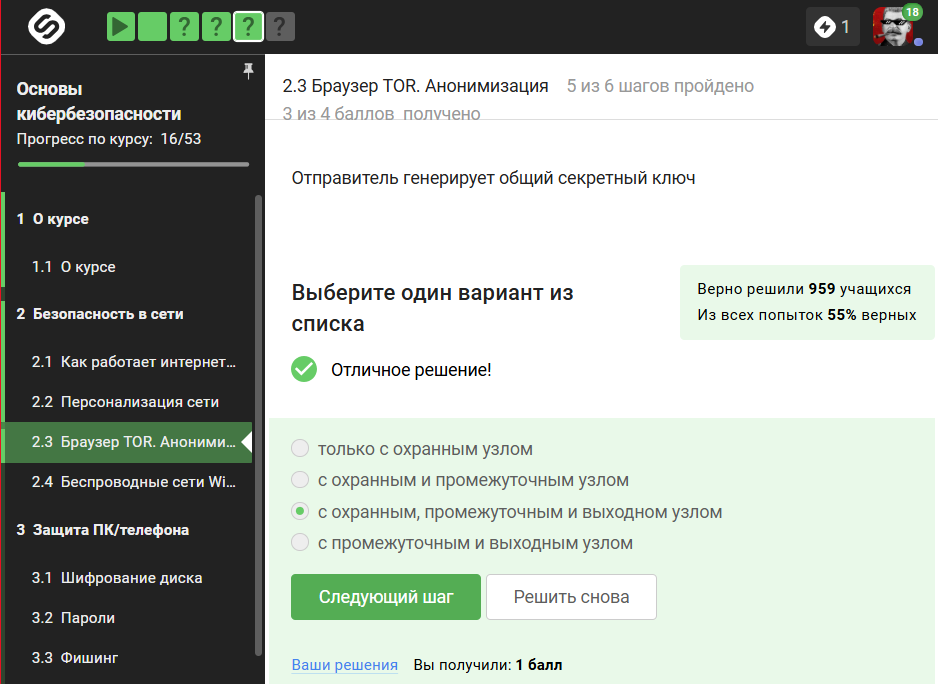 ? ? ? ?
1
18
Основы
кибербезопасности
Прогресс по курсу: 16/53
1 О курсе
1.1 О курсе
2 Безопасность в сети
2.1 Как работает интернет...
2.2 Персонализация сети
2.3 Браузер TOR. Аноними...
2.4 Беспроводные сети Wi...
3 Защита ПК/телефона
3.1 Шифрование диска
3.2 Пароли
3.3 Фишинг
2.3 Браузер TOR. Анонимизация 5 из 6 шагов пройдено
3 из 4 баллов получено
Отправитель генерирует общий секретный ключ
Выберите один вариант из
списка
Верно решили 959 учащихся
Из всех попыток 55% верных
Отличное решение!
только с охранным узлом
с охранным и промежуточным узлом
с охранным, промежуточным и выходном узлом
с промежуточным и выходным узлом
Следующий шаг
Решить снова
Ваши решения Вы получили: 1 балл